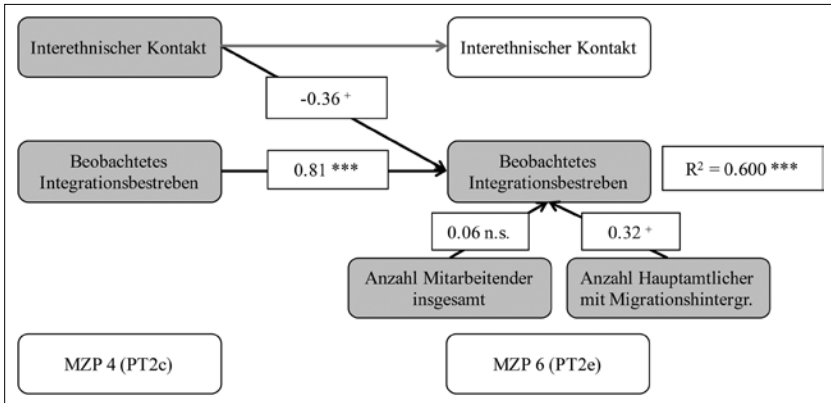 Interethnischer Kontakt
Interethnischer Kontakt
-0.36 +
Beobachtetes
Integrationsbestreben
0.81 ***
Beobachtetes
Integrationsbestreben
R² = 0.600 ***
0.06 n.s.
0.32 +
Anzahl Mitarbeitender
insgesamt
Anzahl Hauptamtlicher
mit Migrationshintergr.
MZP 4 (PT2c)
MZP 6 (PT2e)